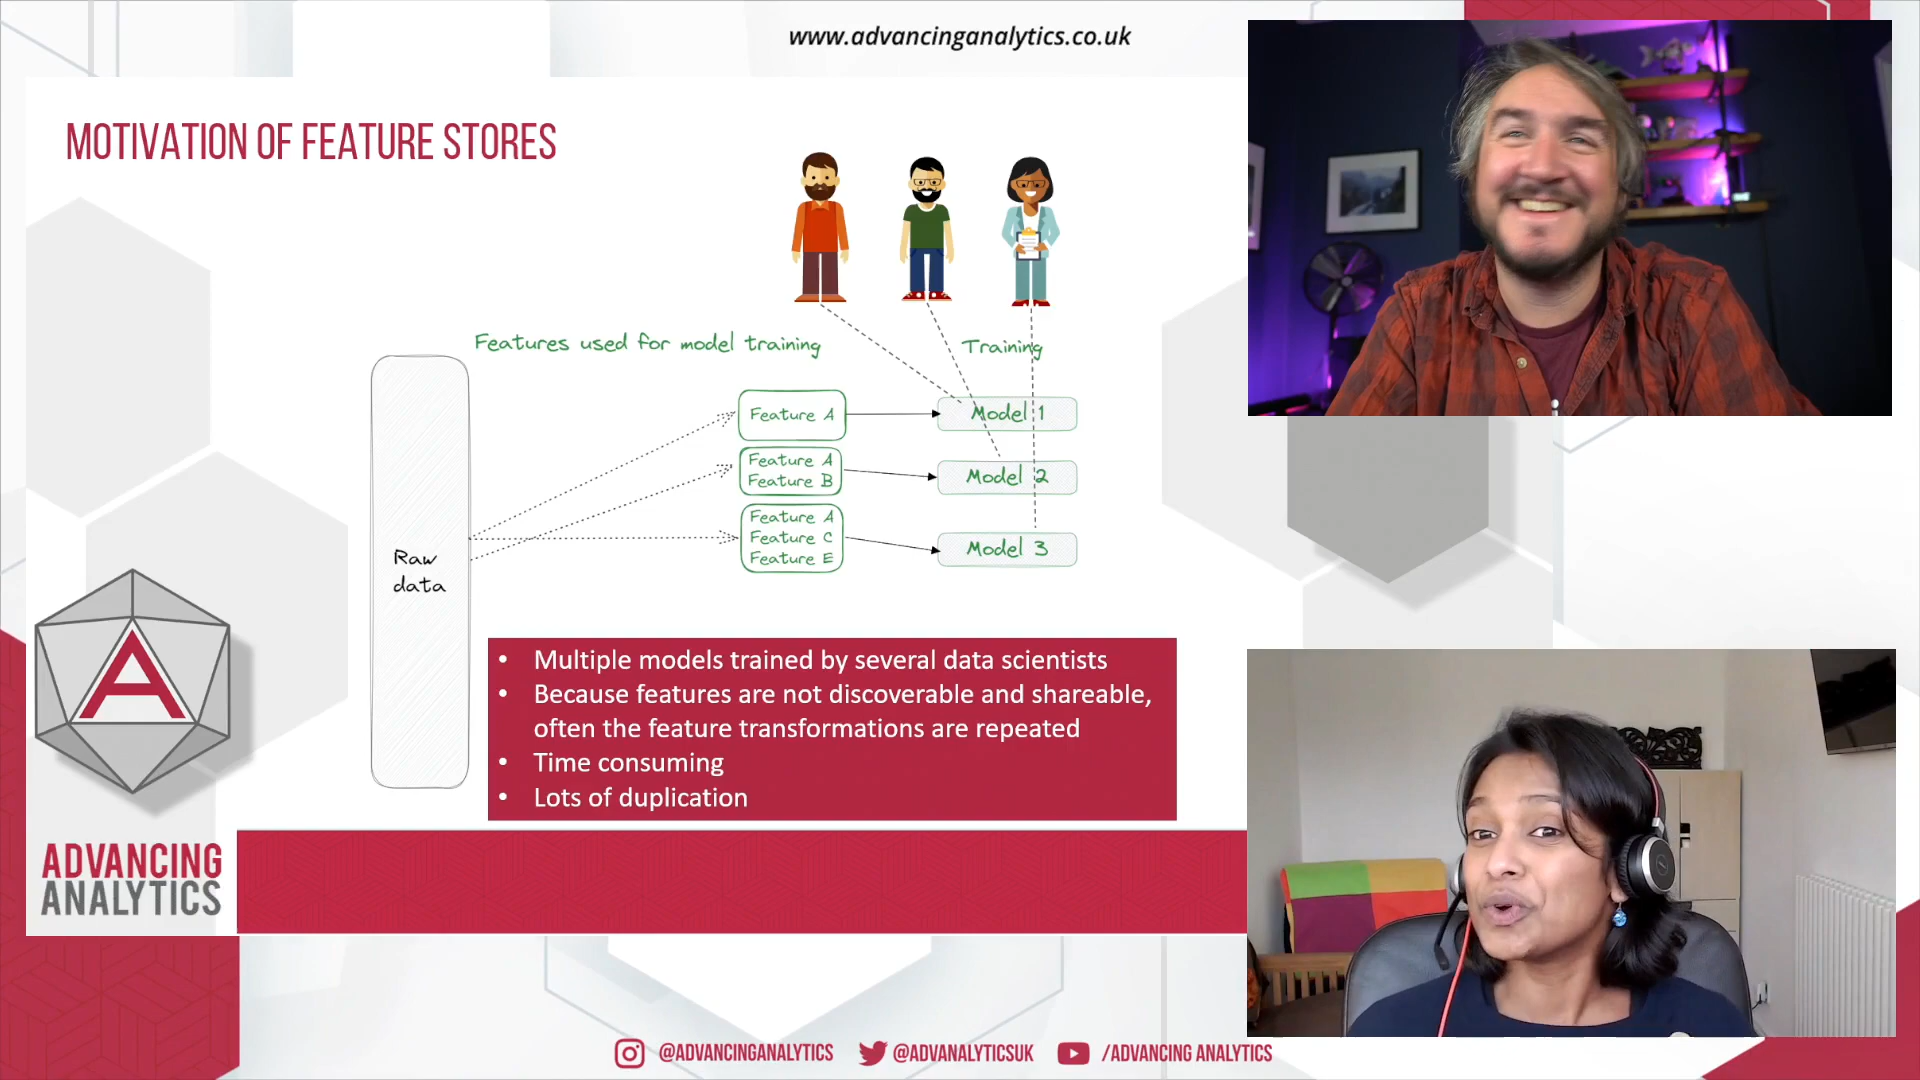 www.advancinganalytics.co.uk
MOTIVATION OF FEATURE STORES
Features used for model training
Training
Feature A
Model 1
Feature A
Feature B
Model 2
Feature A
Feature C
Feature E
Model 3
Raw
data
• Multiple models trained by several data scientists
• Because features are not discoverable and shareable,
often the feature transformations are repeated
• Time consuming
• Lots of duplication
A
ADVANCING
ANALYTICS
@ADVANCINGANALYTICS @ADVANALYTICSUK /ADVANCING ANALYTICS